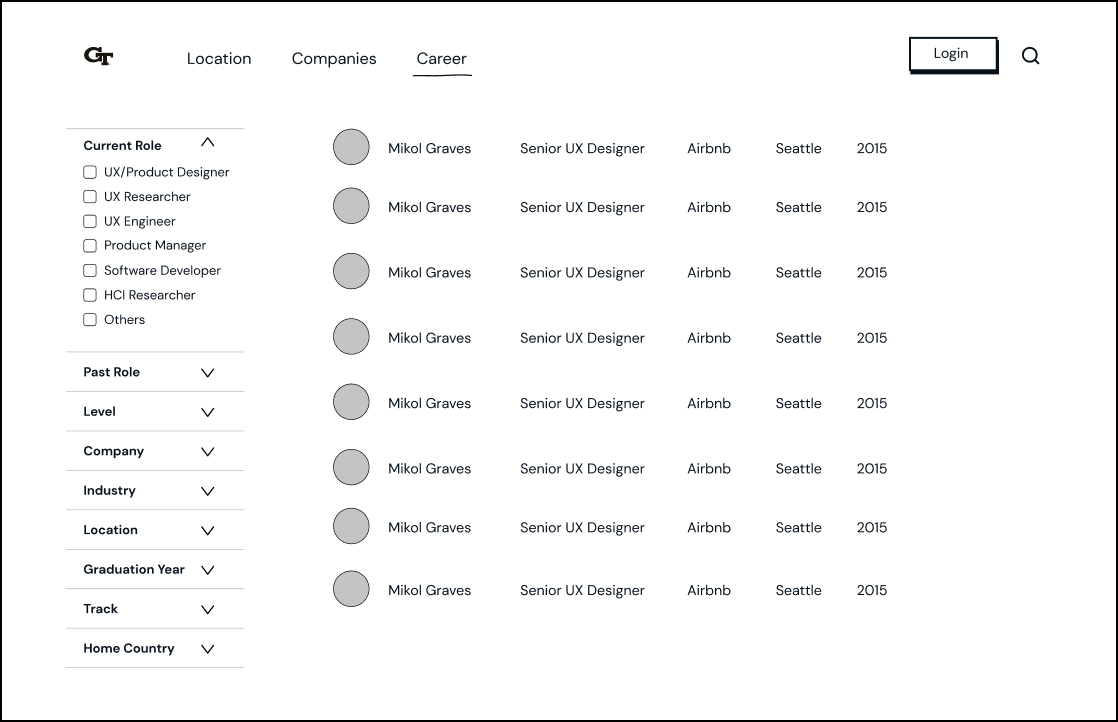 GT Location Companies Career Login
Current Role
UX/Product Designer
UX Researcher
UX Engineer
Product Manager
Software Developer
HCI Researcher
Others
Past Role
Level
Company
Industry
Location
Graduation Year
Track
Home Country
Mikol Graves Senior UX Designer Airbnb Seattle 2015
Mikol Graves Senior UX Designer Airbnb Seattle 2015
Mikol Graves Senior UX Designer Airbnb Seattle 2015
Mikol Graves Senior UX Designer Airbnb Seattle 2015
Mikol Graves Senior UX Designer Airbnb Seattle 2015
Mikol Graves Senior UX Designer Airbnb Seattle 2015
Mikol Graves Senior UX Designer Airbnb Seattle 2015
Mikol Graves Senior UX Designer Airbnb Seattle 2015